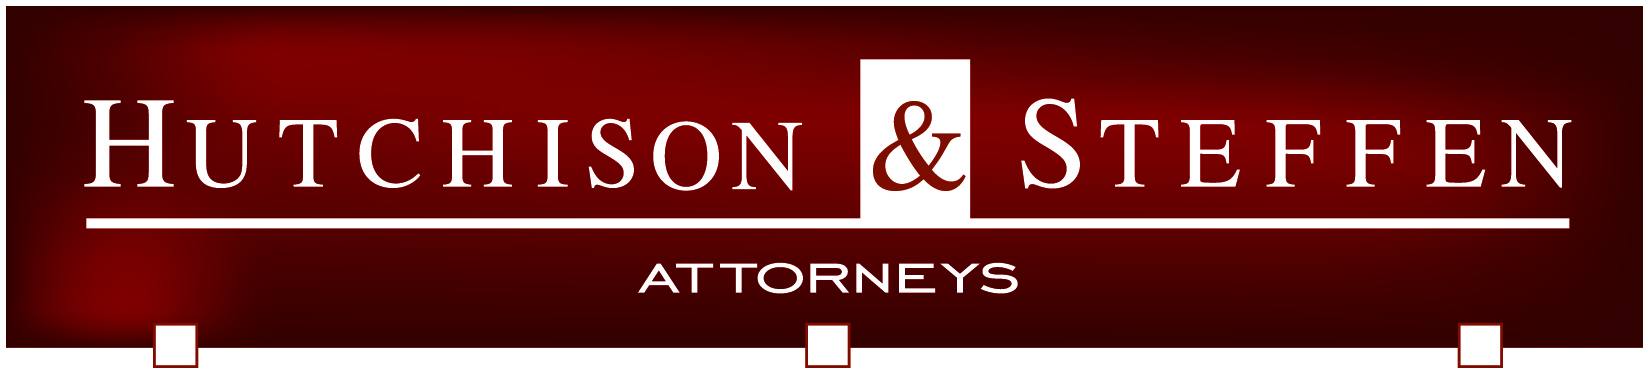 HUTCHISON & STEFFEN
ATTORNEYS